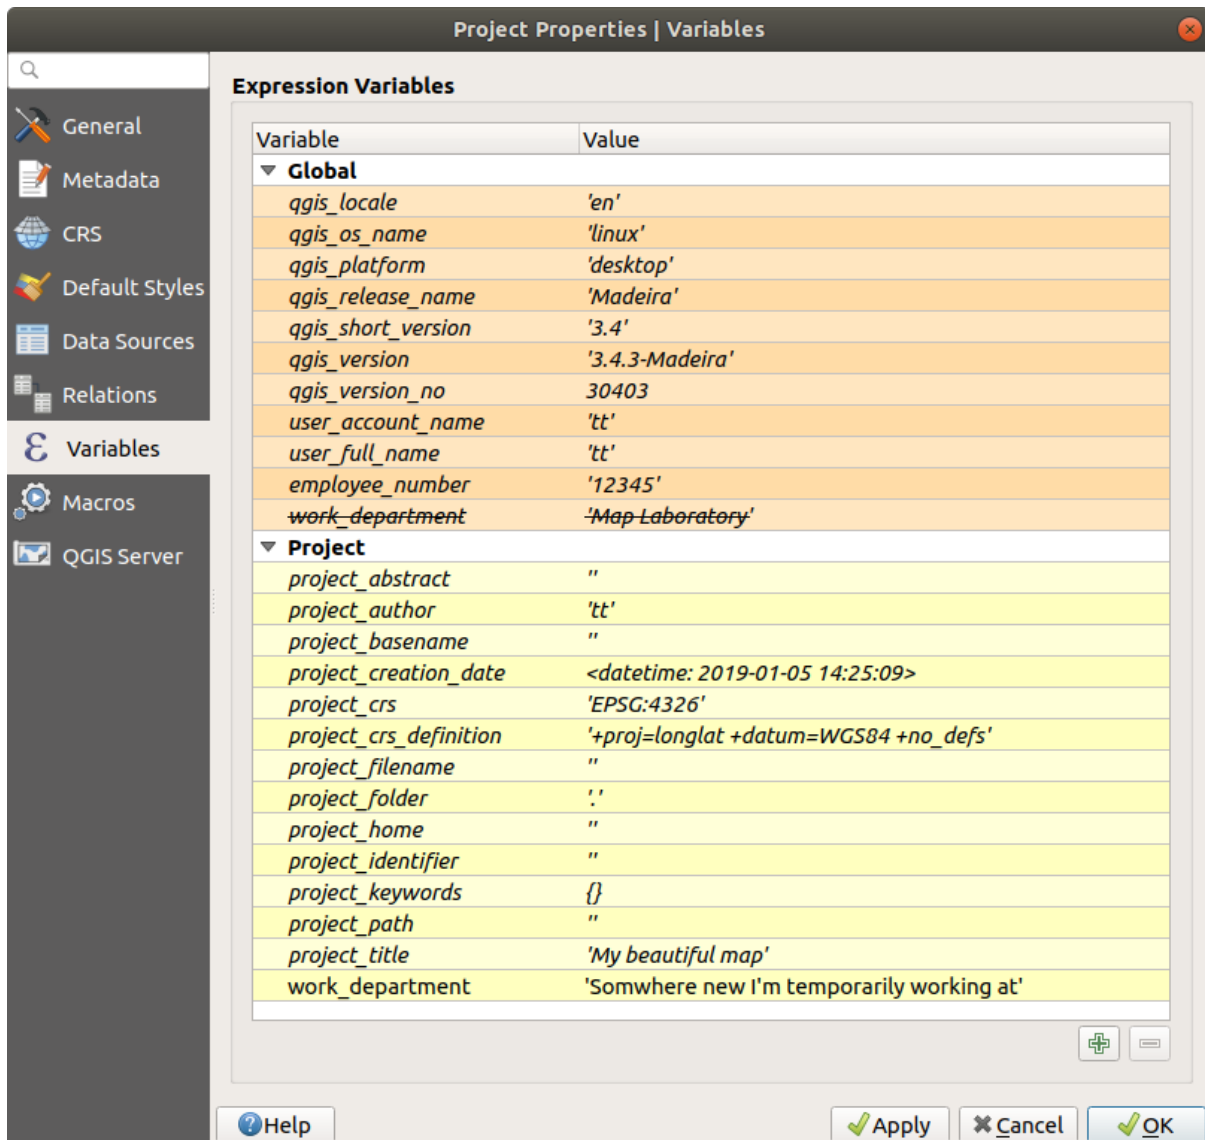 Project Properties | Variables
General
Metadata
CRS
Default Styles
Data Sources
Relations
Variables
Macros
QGIS Server
Expression Variables
Variable Value
Global
qgis_locale 'en'
qgis_os_name 'linux'
qgis_platform 'desktop'
qgis_release_name 'Madeira'
qgis_short_version '3.4'
qgis_version '3.4.3-Madeira'
qgis_version_no 30403
user_account_name 'tt'
user_full_name 'tt'
employee_number '12345'
work_department 'Map Laboratory'
Project
project_abstract ''
project_author 'tt'
project_basename ''
project_creation_date <datetime: 2019-01-05 14:25:09>
project_crs 'EPSG:4326'
project_crs_definition '+proj=longlat +datum=WGS84 +no_defs'
project_filename ''
project_folder '.'
project_home ''
project_identifier ''
project_keywords {}
project_path ''
project_title 'My beautiful map'
work_department 'Somwhere new I'm temporarily working at'
Help Apply Cancel OK